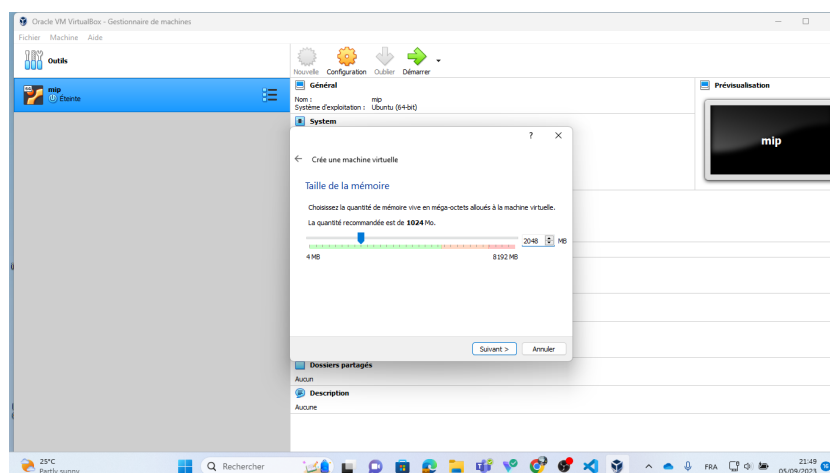 Oracle VM VirtualBox - Gestionnaire de machines
Fichier Machine Aide
Outils
Nouvelle Configuration Oublier Démarrer
mip
Éteinte
Général
Nom : mip
Système d'exploitation : Ubuntu (64-bit)
System
Prévisualisation
mip
? ×
← Crée une machine virtuelle
Taille de la mémoire
Choisissez la quantité de mémoire vive en méga-octets alloués à la machine virtuelle.
La quantité recommandée est de 1024 Mo.
2048 MB
4 MB 8192 MB
Suivant > Annuler
Dossiers partagés
Aucun
Description
Aucune
25°C
Partly sunny
Rechercher
FRA
21:49
05/09/2023